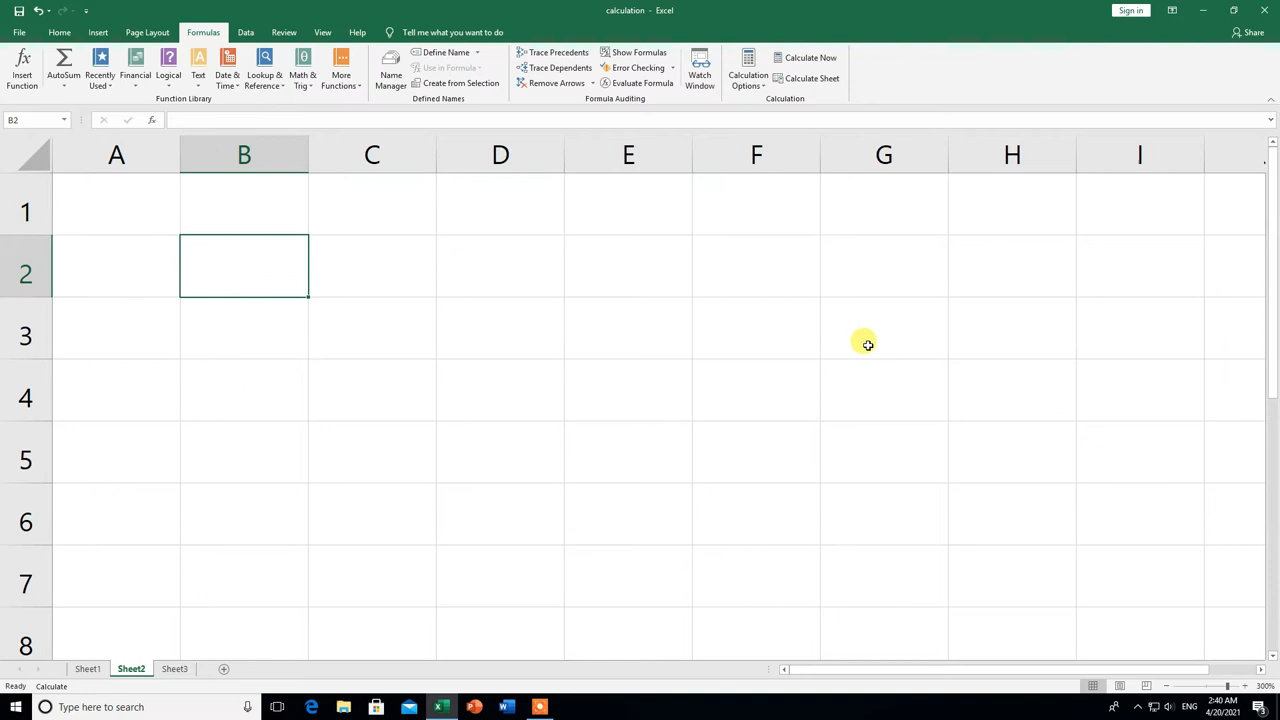 calculation - Excel
Sign in
File Home Insert Page Layout Formulas Data Review View Help Tell me what you want to do Share
Insert Function
AutoSum
Recently Used
Financial
Logical
Text
Date & Time
Lookup & Reference
Math & Trig
More Functions
Function Library
Name Manager
Define Name
Use in Formula
Create from Selection
Defined Names
Trace Precedents
Trace Dependents
Remove Arrows
Show Formulas
Error Checking
Evaluate Formula
Formula Auditing
Watch Window
Calculation Options
Calculate Now
Calculate Sheet
Calculation
B2 fx
A B C D E F G H I
1
2
3
4
5
6
7
8
Sheet1 Sheet2 Sheet3
Ready Calculate 300%
Type here to search
ENG
2:40 AM
4/20/2021